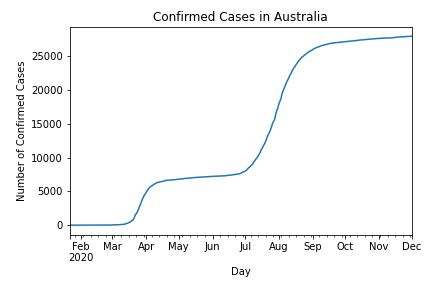 Confirmed Cases in Australia
Number of Confirmed Cases
25000
20000
15000
10000
5000
0
Feb Mar Apr May Jun Jul Aug Sep Oct Nov Dec
2020
Day